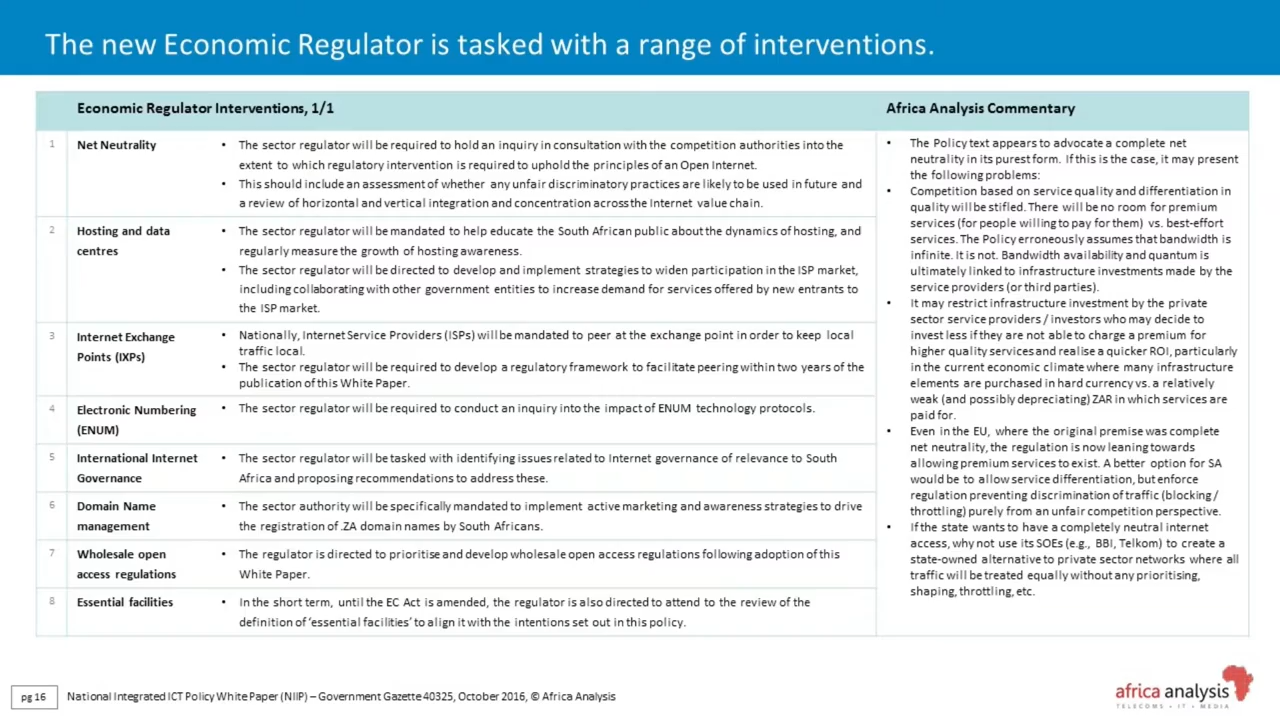 The new Economic Regulator is tasked with a range of interventions.
Economic Regulator Interventions, 1/1
Africa Analysis Commentary
1
Net Neutrality
• The sector regulator will be required to hold an inquiry in consultation with the competition authorities into the
extent to which regulatory intervention is required to uphold the principles of an Open Internet.
• This should include an assessment of whether any unfair discriminatory practices are likely to be used in future and
a review of horizontal and vertical integration and concentration across the Internet value chain.
2
Hosting and data
centres
• The sector regulator will be mandated to help educate the South African public about the dynamics of hosting, and
regularly measure the growth of hosting awareness.
• The sector regulator will be directed to develop and implement strategies to widen participation in the ISP market,
including collaborating with other government entities to increase demand for services offered by new entrants to
the ISP market.
3
Internet Exchange
Points (IXPs)
• Nationally, Internet Service Providers (ISPs) will be mandated to peer at the exchange point in order to keep local
traffic local.
• The sector regulator will be required to develop a regulatory framework to facilitate peering within two years of the
publication of this White Paper.
4
Electronic Numbering
(ENUM)
• The sector regulator will be required to conduct an inquiry into the impact of ENUM technology protocols.
5
International Internet
Governance
• The sector regulator will be tasked with identifying issues related to Internet governance of relevance to South
Africa and proposing recommendations to address these.
6
Domain Name
management
• The sector authority will be specifically mandated to implement active marketing and awareness strategies to drive
the registration of .ZA domain names by South Africans.
7
Wholesale open
access regulations
• The regulator is directed to prioritise and develop wholesale open access regulations following adoption of this
White Paper.
8
Essential facilities
• In the short term, until the EC Act is amended, the regulator is also directed to attend to the review of the
definition of ‘essential facilities’ to align it with the intentions set out in this policy.
• The Policy text appears to advocate a complete net
neutrality in its purest form. If this is the case, it may present
the following problems:
• Competition based on service quality and differentiation in
quality will be stifled. There will be no room for premium
services (for people willing to pay for them) vs. best-effort
services. The Policy erroneously assumes that bandwidth is
infinite. It is not. Bandwidth availability and quantum is
ultimately linked to infrastructure investments made by the
service providers (or third parties).
• It may restrict infrastructure investment by the private
sector service providers / investors who may decide to
invest less if they are not able to charge a premium for
higher quality services and realise a quicker ROI, particularly
in the current economic climate where many infrastructure
elements are purchased in hard currency vs. a relatively
weak (and possibly depreciating) ZAR in which services are
paid for.
• Even in the EU, where the original premise was complete
net neutrality, the regulation is now leaning towards
allowing premium services to exist. A better option for SA
would be to allow service differentiation, but enforce
regulation preventing discrimination of traffic (blocking /
throttling) purely from an unfair competition perspective.
• If the state wants to have a completely neutral internet
access, why not use its SOEs (e.g., BBI, Telkom) to create a
state-owned alternative to private sector networks where all
traffic will be treated equally without any prioritising,
shaping, throttling, etc.
pg 16
National Integrated ICT Policy White Paper (NIIP) – Government Gazette 40325, October 2016, © Africa Analysis
africa analysis
TELECOMS • IT • MEDIA